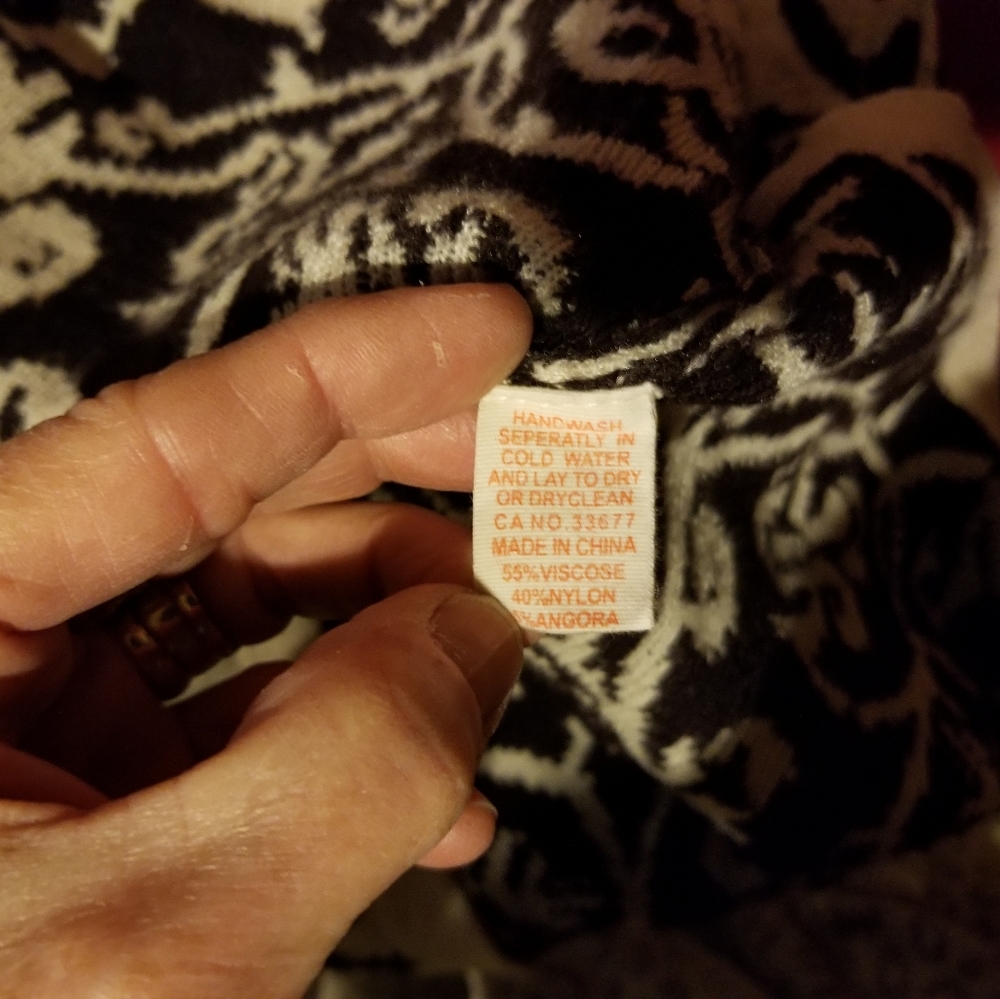 HANDWASH
SEPERATLY IN
COLD WATER
AND LAY TO DRY
OR DRYCLEAN
CA NO.33677
MADE IN CHINA
55%VISCOSE
40%NYLON
%ANGORA